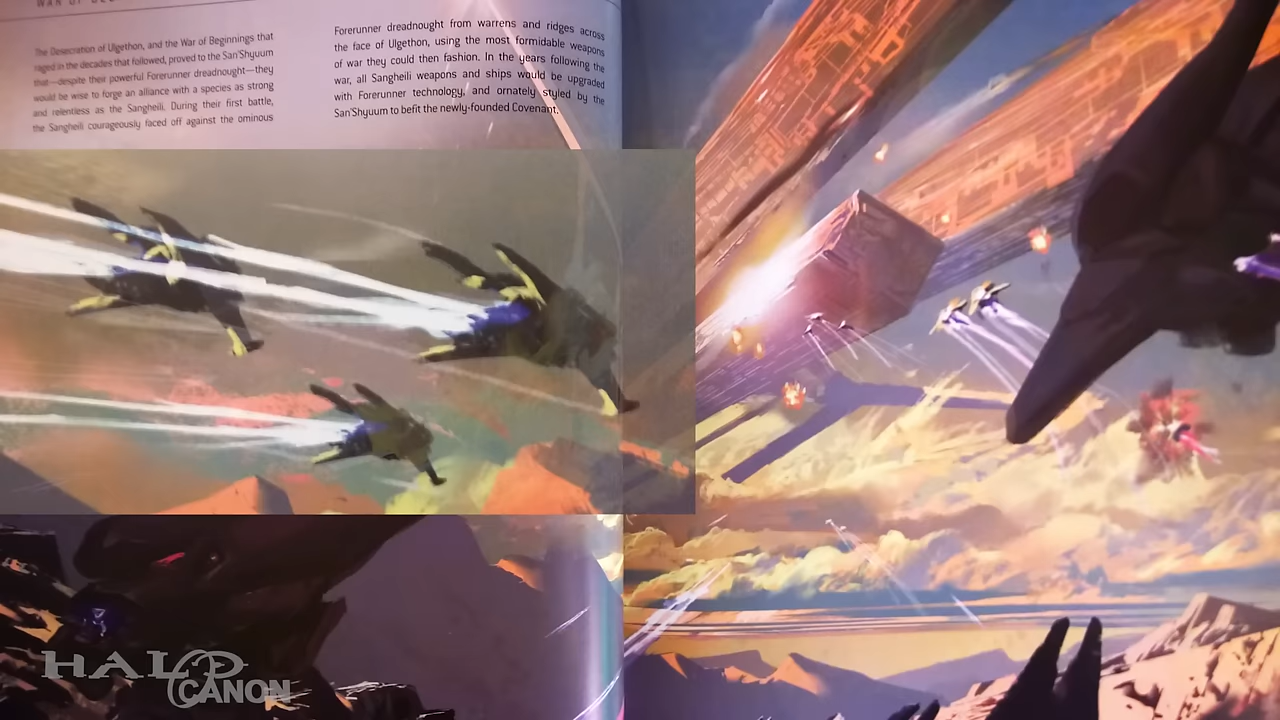 The Desecration of Ulgethon, and the War of Beginnings that
raged in the decades that followed, proved to the San'Shyuum
that—despite their powerful Forerunner dreadnought—they
would be wise to forge an alliance with a species as strong
and relentless as the Sangheili. During their first battle,
the Sangheili courageously faced off against the ominous
Forerunner dreadnought from warrens and ridges across
the face of Ulgethon, using the most formidable weapons
of war they could then fashion. In the years following the
war, all Sangheili weapons and ships would be upgraded
with Forerunner technology, and ornately styled by the
San'Shyuum to befit the newly-founded Covenant.
HALO
CANON